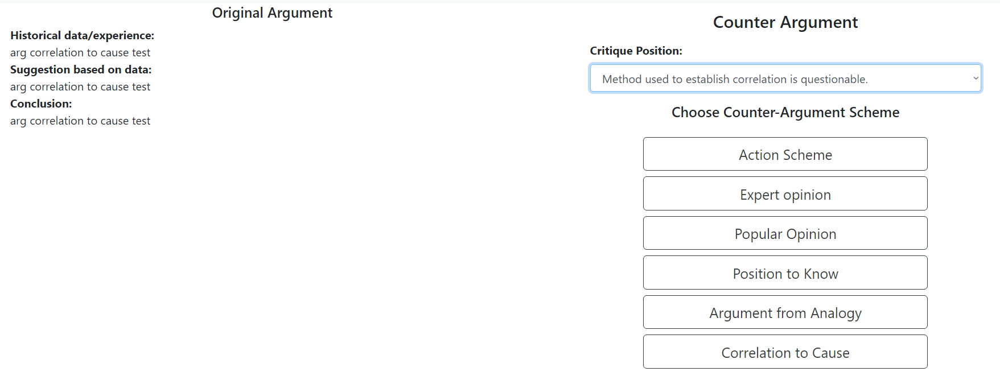 Original Argument
Historical data/experience:
arg correlation to cause test
Suggestion based on data:
arg correlation to cause test
Conclusion:
arg correlation to cause test
Counter Argument
Critique Position:
Method used to establish correlation is questionable.
Choose Counter-Argument Scheme
Action Scheme
Expert opinion
Popular Opinion
Position to Know
Argument from Analogy
Correlation to Cause